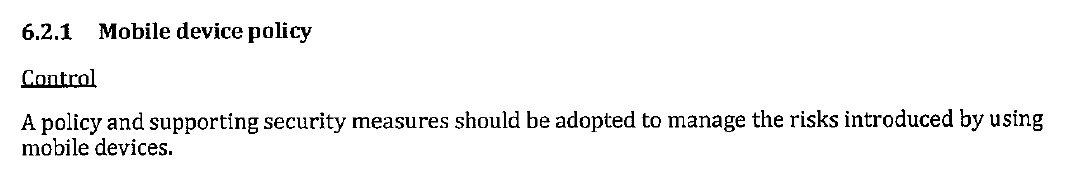 6.2.1 Mobile device policy
Control
A policy and supporting security measures should be adopted to manage the risks introduced by using
mobile devices.